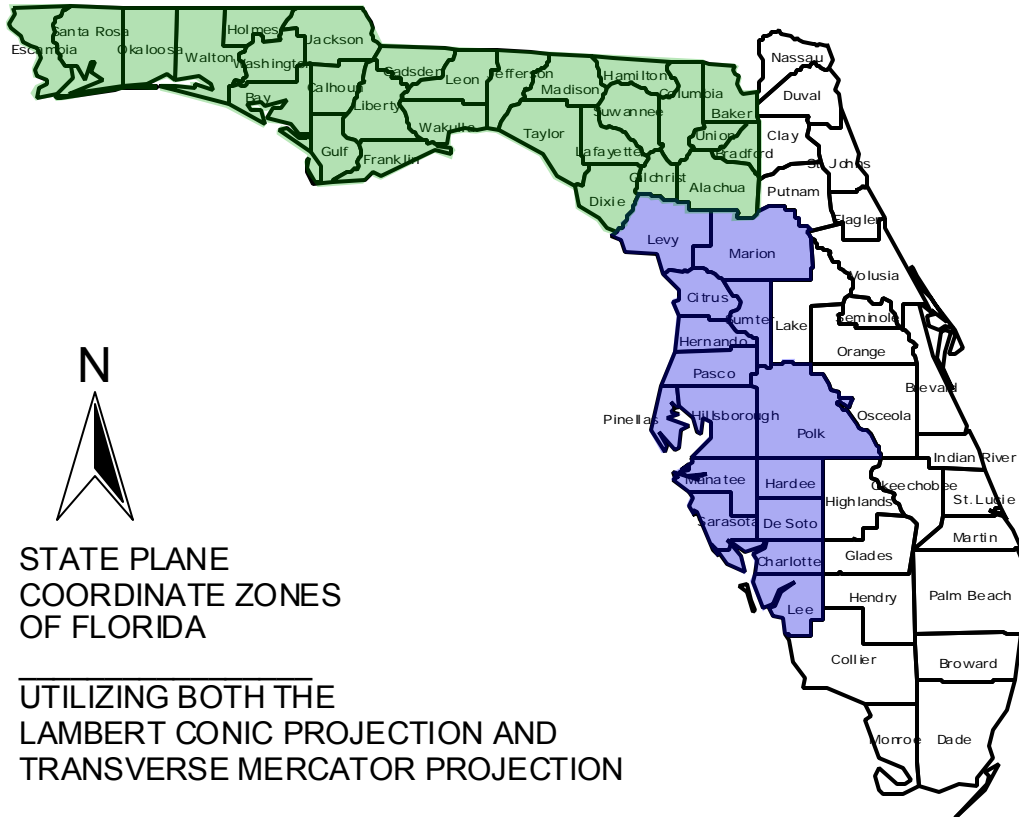 Nassau
Holmes
Santa Rosa
Jackson
Escambia
Okaloosa
Walton
Washington
Gadsden
Leon
Jefferson
Hamilton
Madison
Columbia
Duval
Calhoun
Bay
Liberty
Suwannee
Baker
Wakulla
Taylor
Union
Clay
Gulf
Franklin
Lafayette
Bradford
St. Johns
Gilchrist
Alachua
Putnam
Dixie
Flagler
Levy
Marion
Volusia
Citrus
Sumter
Lake
Seminole
Hernando
Orange
N
Pasco
Brevard
Pinellas
Hillsborough
Osceola
Polk
Indian River
Manatee
Hardee
Okeechobee
Highlands
St. Lucie
Sarasota
De Soto
Martin
Charlotte
Glades
Hendry
Palm Beach
Lee
Collier
Broward
Monroe
Dade
STATE PLANE
COORDINATE ZONES
OF FLORIDA
UTILIZING BOTH THE
LAMBERT CONIC PROJECTION AND
TRANSVERSE MERCATOR PROJECTION